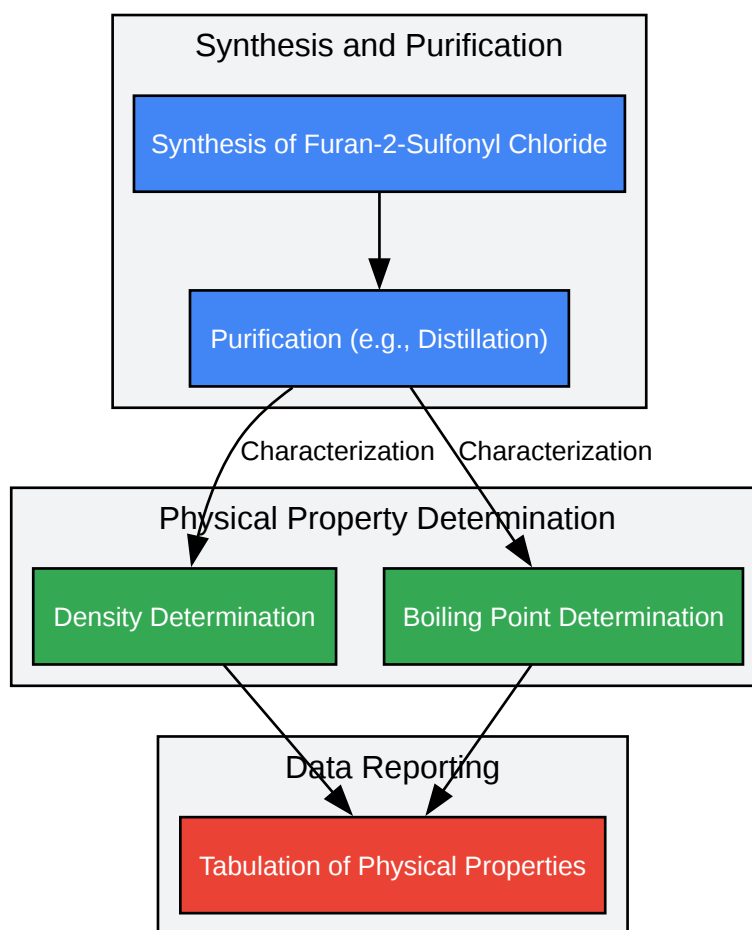 Synthesis and Purification
Synthesis of Furan-2-Sulfonyl Chloride
Purification (e.g., Distillation)
Characterization
Characterization
Physical Property Determination
Density Determination
Boiling Point Determination
Data Reporting
Tabulation of Physical Properties